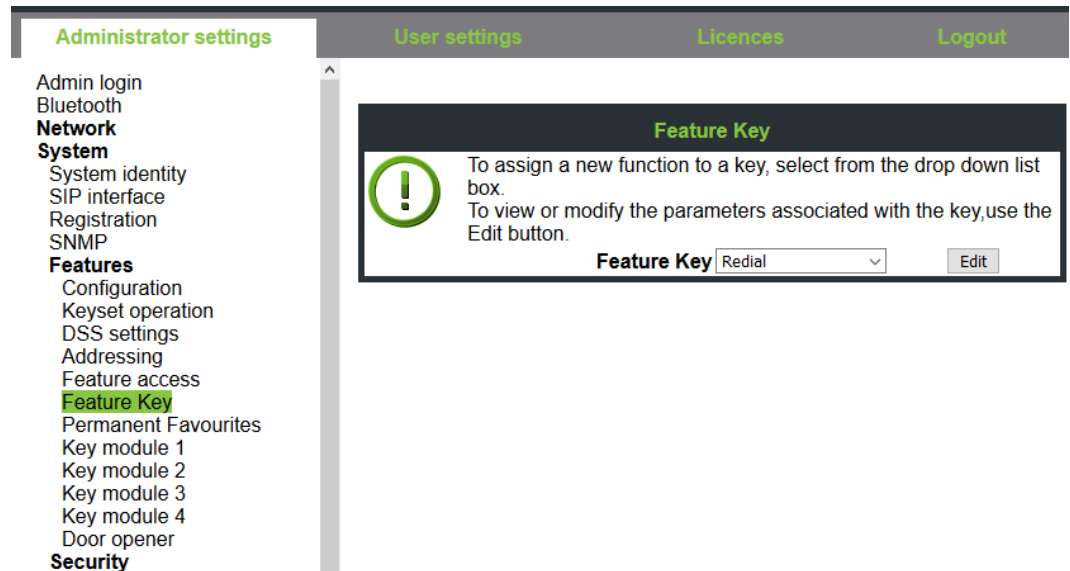 Administrator settings
User settings
Licences
Logout
Admin login
Bluetooth
Network
System
System identity
SIP interface
Registration
SNMP
Features
Configuration
Keyset operation
DSS settings
Addressing
Feature access
Feature Key
Permanent Favourites
Key module 1
Key module 2
Key module 3
Key module 4
Door opener
Security
Feature Key
To assign a new function to a key, select from the drop down list
box.
To view or modify the parameters associated with the key,use the
Edit button.
Feature Key Redial Edit